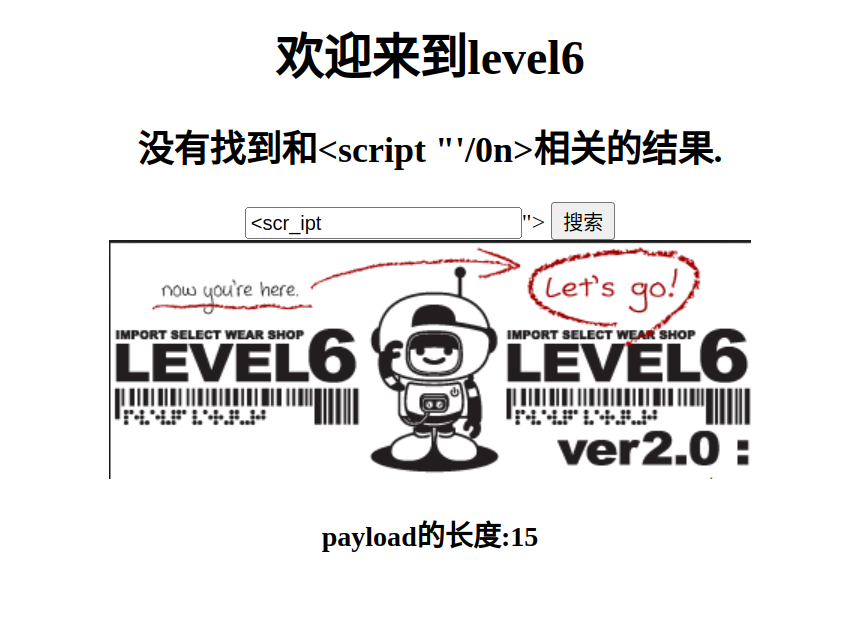 欢迎来到level6
没有找到和<script "'/0n>相关的结果.
<scr_ipt "> 搜索
now you're here. Let's go!
IMPORT SELECT WEAR SHOP IMPORT SELECT WEAR SHOP
LEVEL6 LEVEL6
ver2.0 :
payload的长度:15